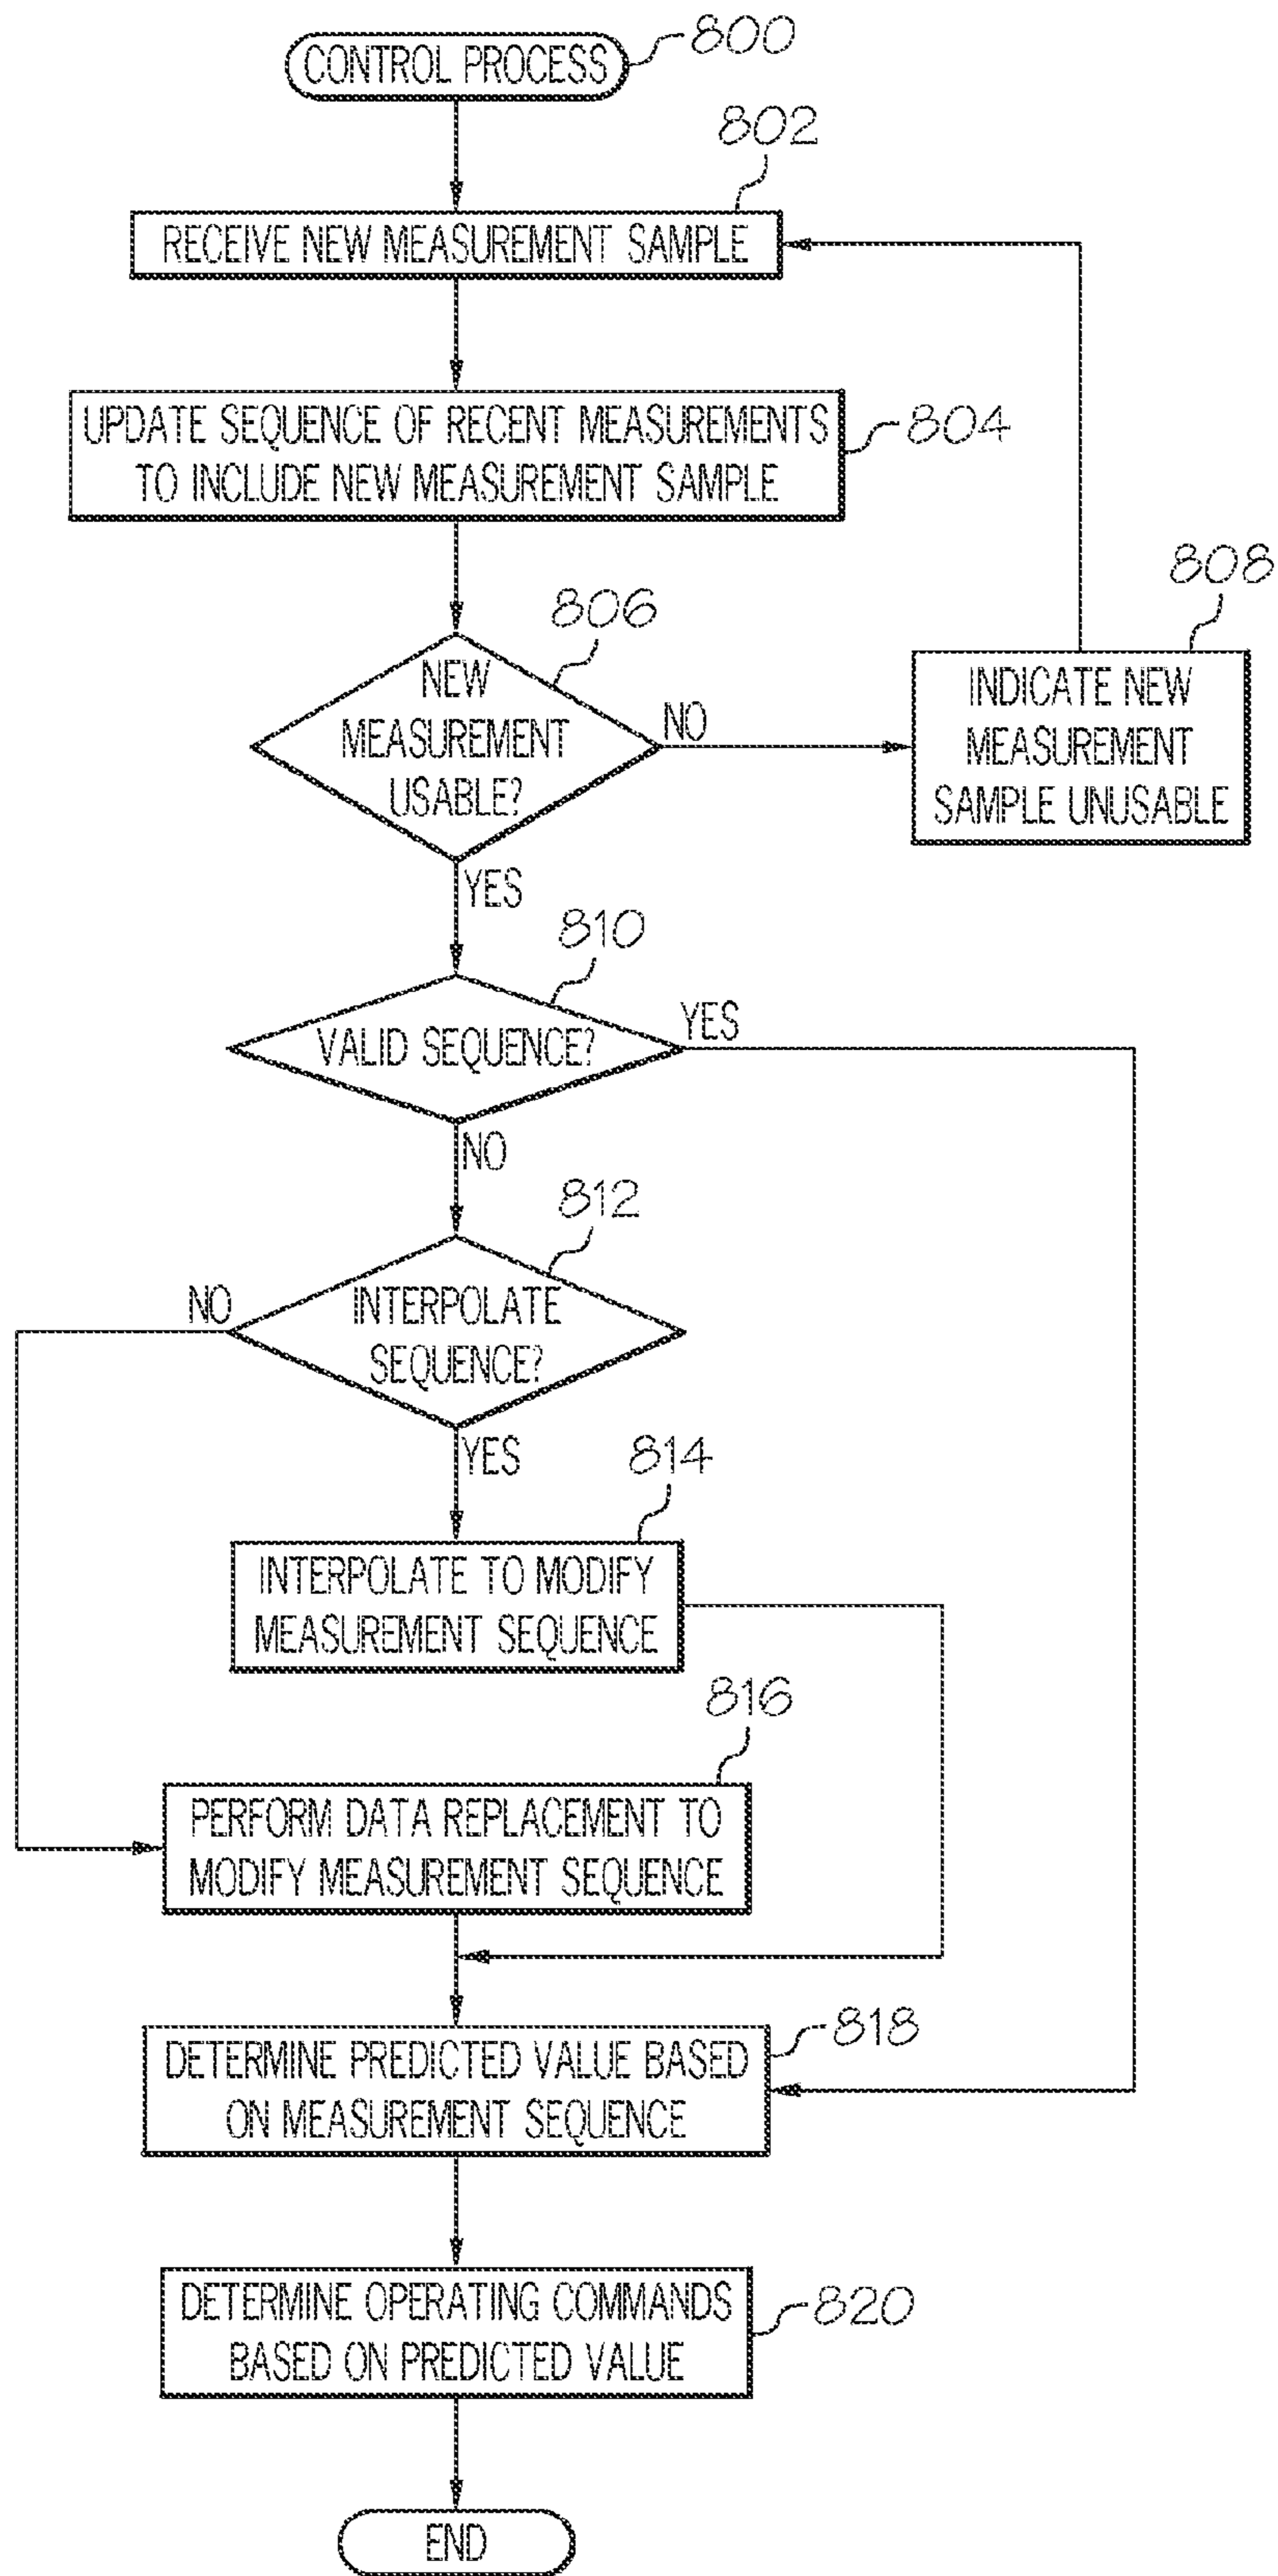 CONTROL PROCESS
800
802
RECEIVE NEW MEASUREMENT SAMPLE
UPDATE SEQUENCE OF RECENT MEASUREMENTS
TO INCLUDE NEW MEASUREMENT SAMPLE
804
806
NEW
MEASUREMENT
USABLE?
NO
808
INDICATE NEW
MEASUREMENT
SAMPLE UNUSABLE
YES
810
VALID SEQUENCE?
YES
NO
812
INTERPOLATE
SEQUENCE?
NO
YES
814
INTERPOLATE TO MODIFY
MEASUREMENT SEQUENCE
816
PERFORM DATA REPLACEMENT TO
MODIFY MEASUREMENT SEQUENCE
818
DETERMINE PREDICTED VALUE BASED
ON MEASUREMENT SEQUENCE
DETERMINE OPERATING COMMANDS
BASED ON PREDICTED VALUE
820
END